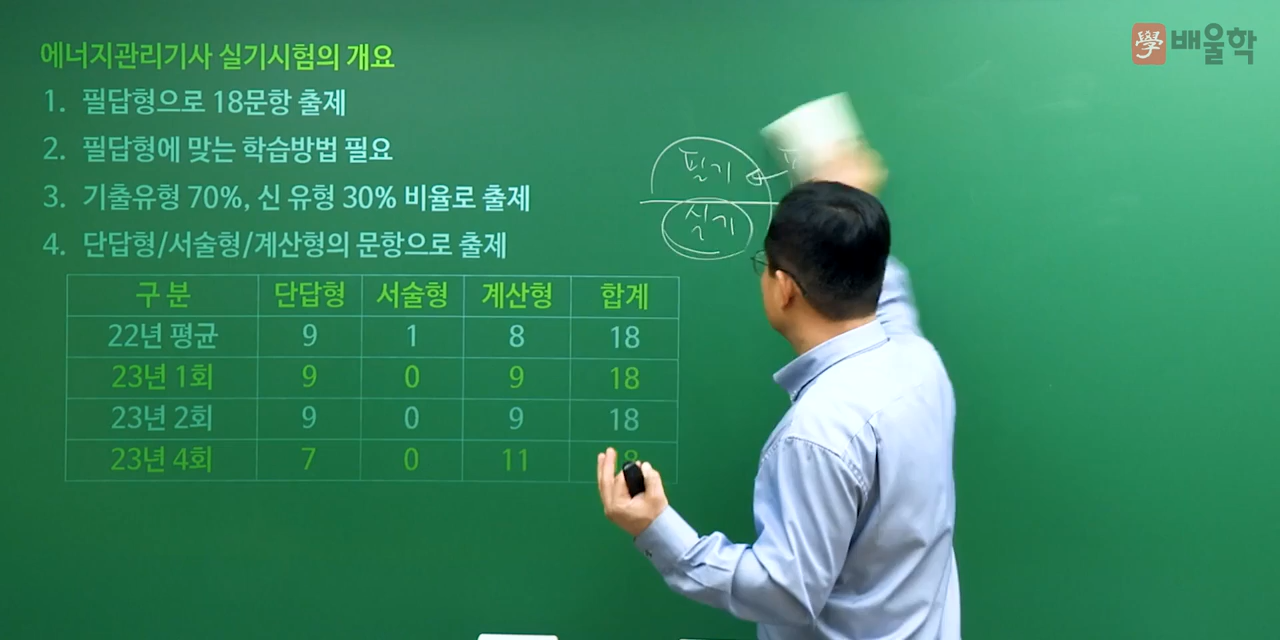 學 배울학
에너지관리기사 실기시험의 개요
1. 필답형으로 18문항 출제
2. 필답형에 맞는 학습방법 필요
3. 기출유형 70%, 신 유형 30% 비율로 출제
4. 단답형/서술형/계산형의 문항으로 출제
구 분 단답형 서술형 계산형 합계
22년 평균 9 1 8 18
23년 1회 9 0 9 18
23년 2회 9 0 9 18
23년 4회 7 0 11 18
필기
실기